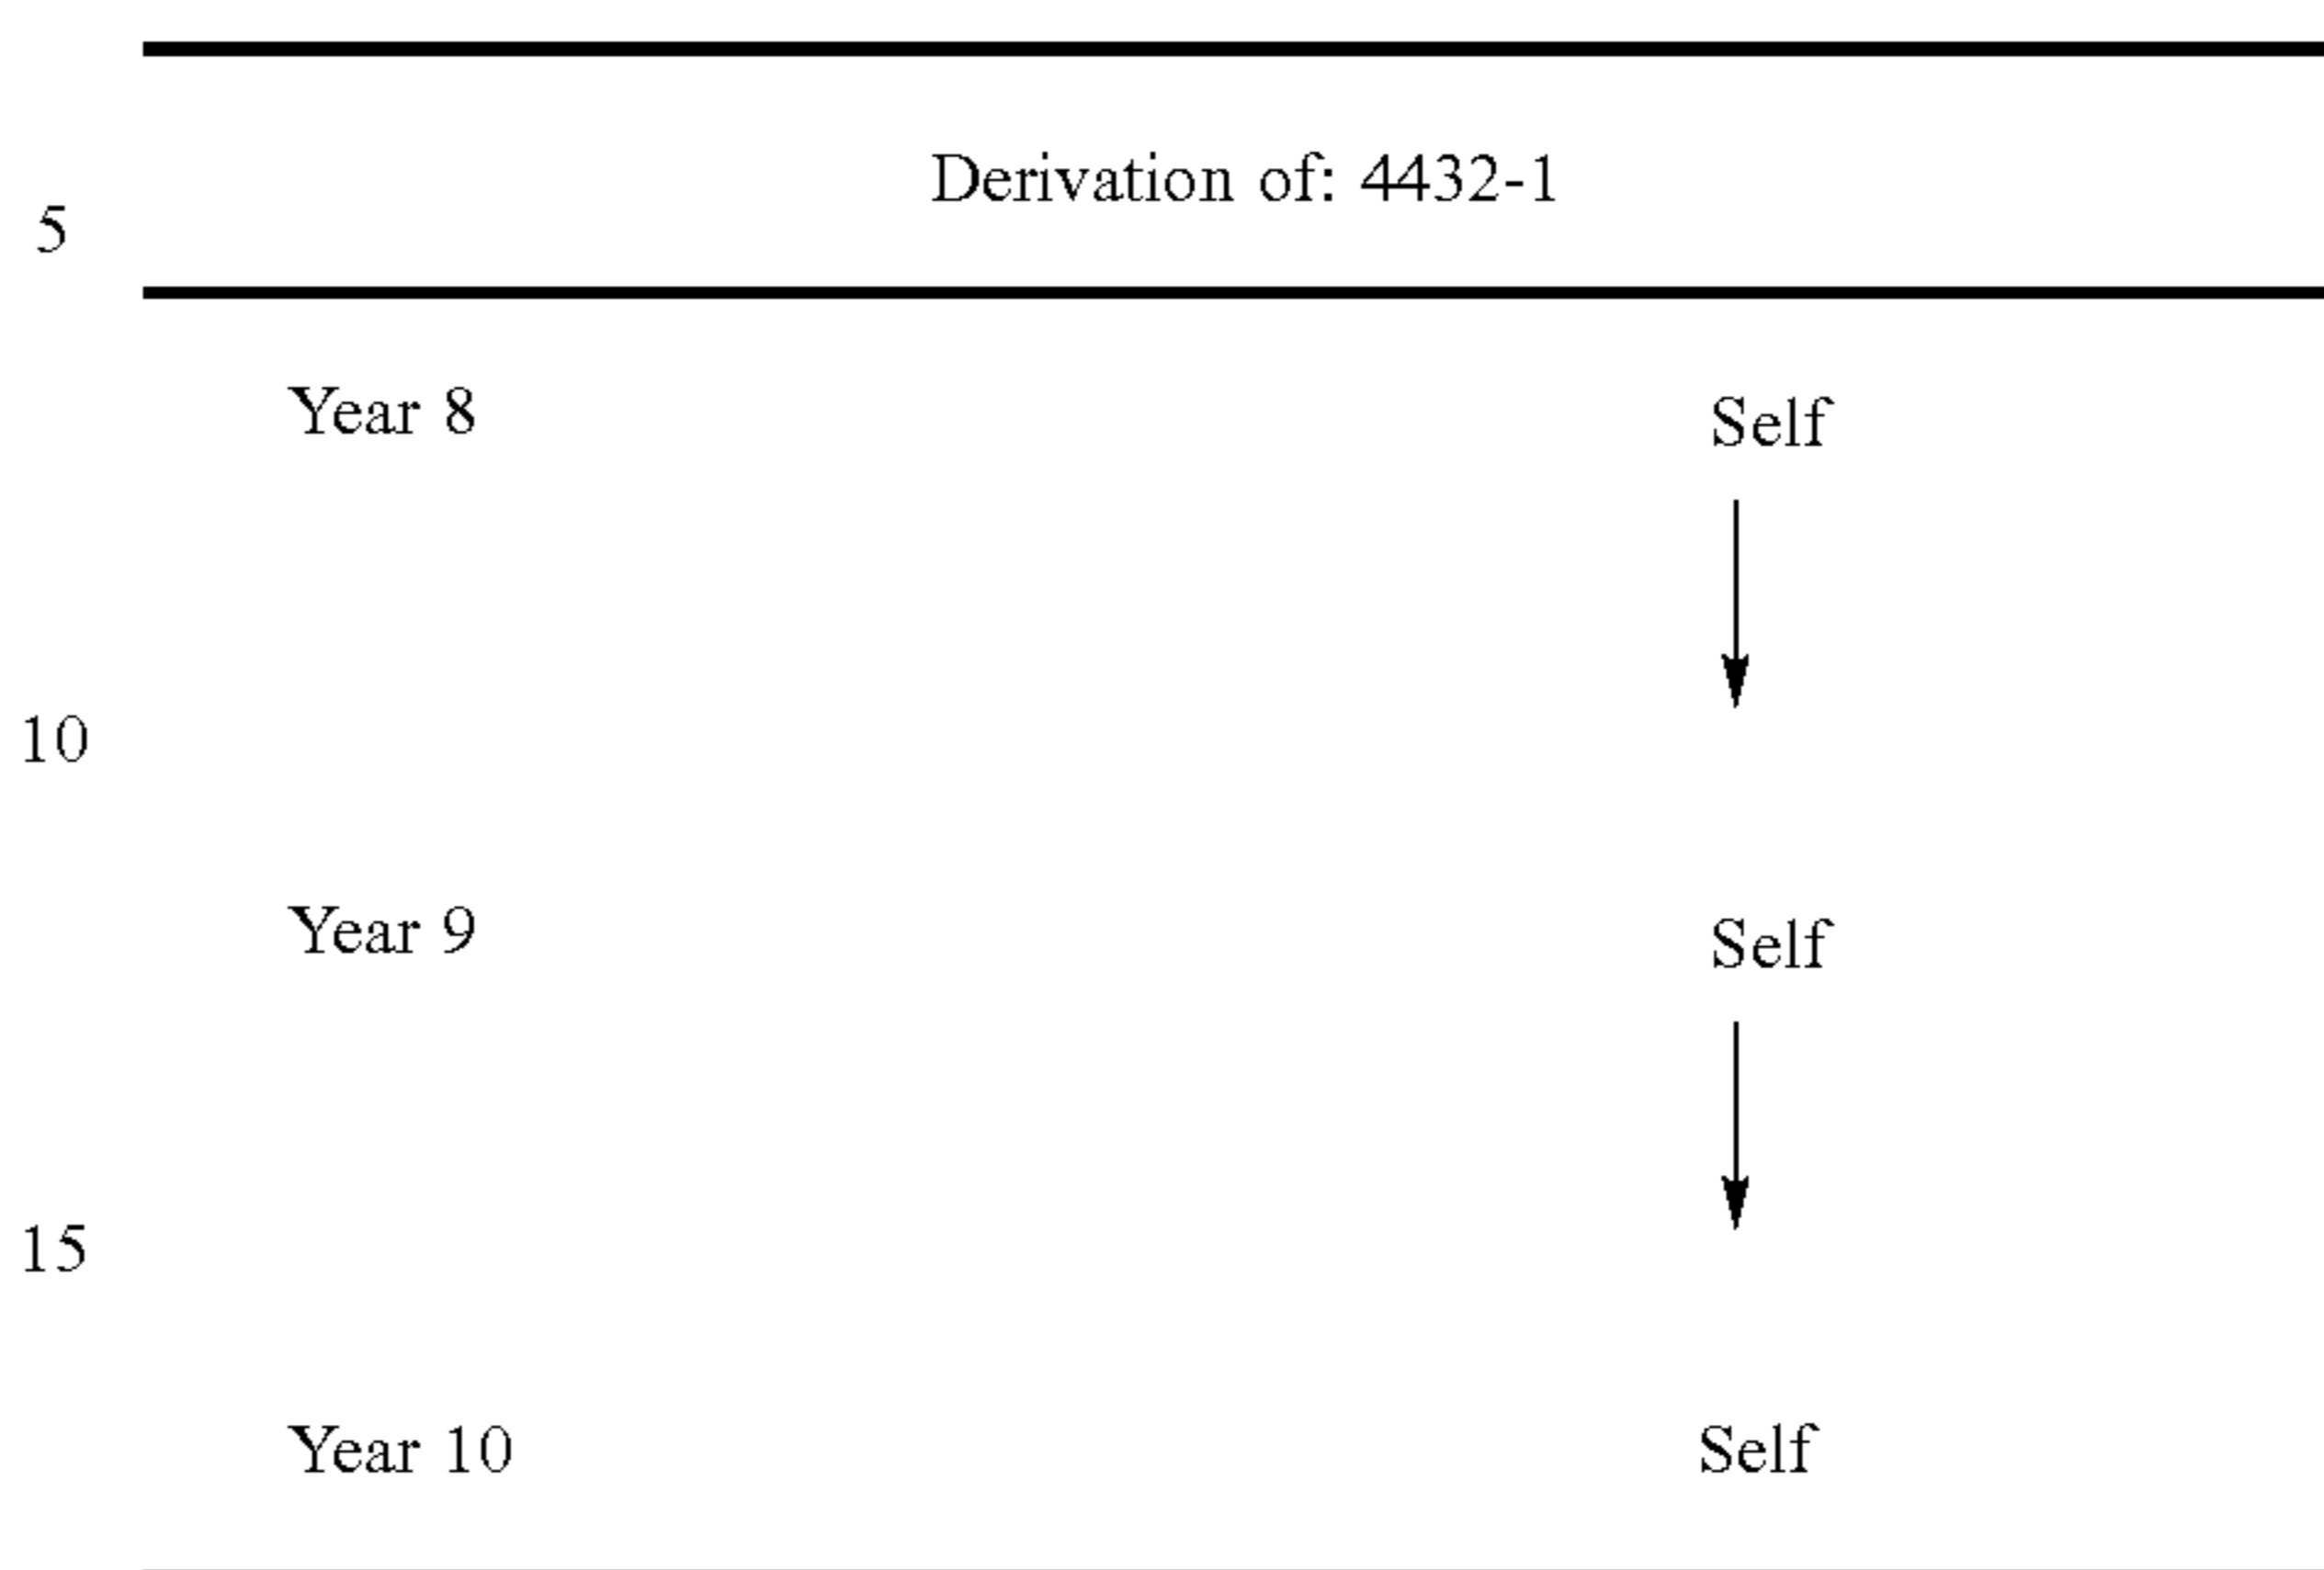 Derivation of: 4432-1
5
Year 8 Self
10
Year 9 Self
15
Year 10 Self